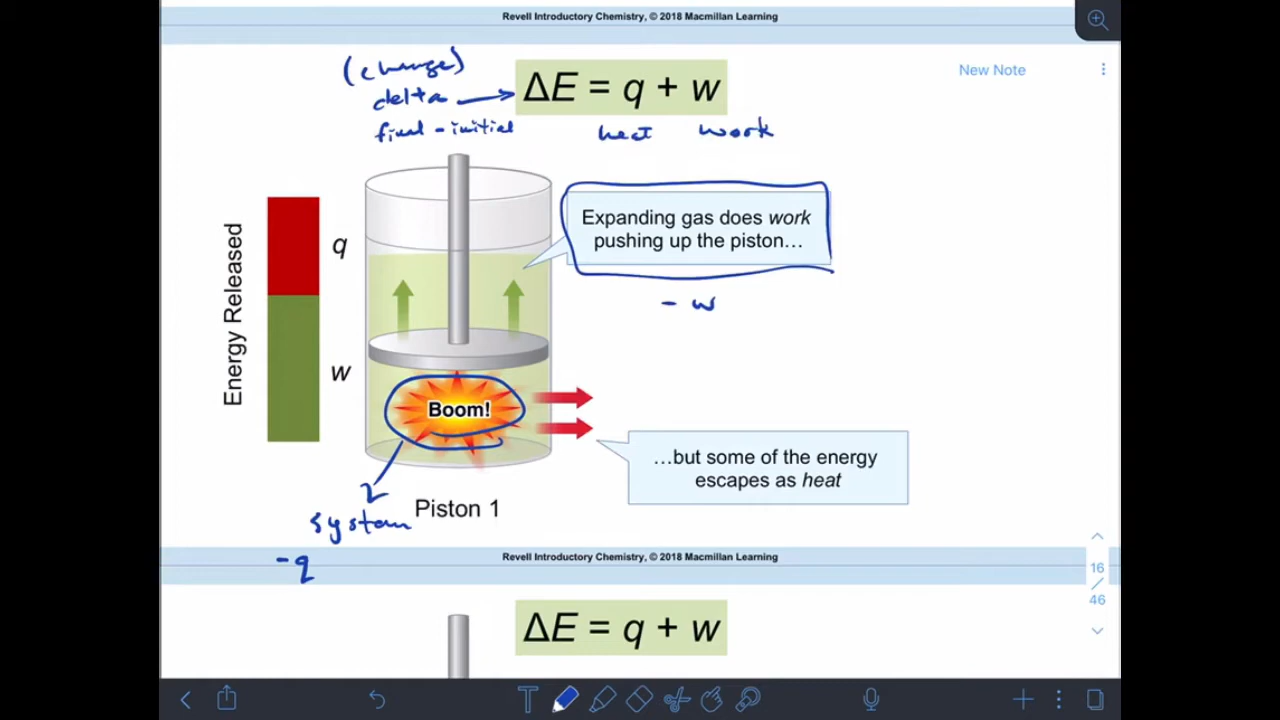 Revell Introductory Chemistry, © 2018 Macmillan Learning
New Note
(change)
delta
final - initial
ΔE = q + w
heat work
Energy Released
q
w
Expanding gas does work
pushing up the piston…
- w
Boom!
…but some of the energy
escapes as heat
Piston 1
system
-q
Revell Introductory Chemistry, © 2018 Macmillan Learning
16
/
46
ΔE = q + w
T